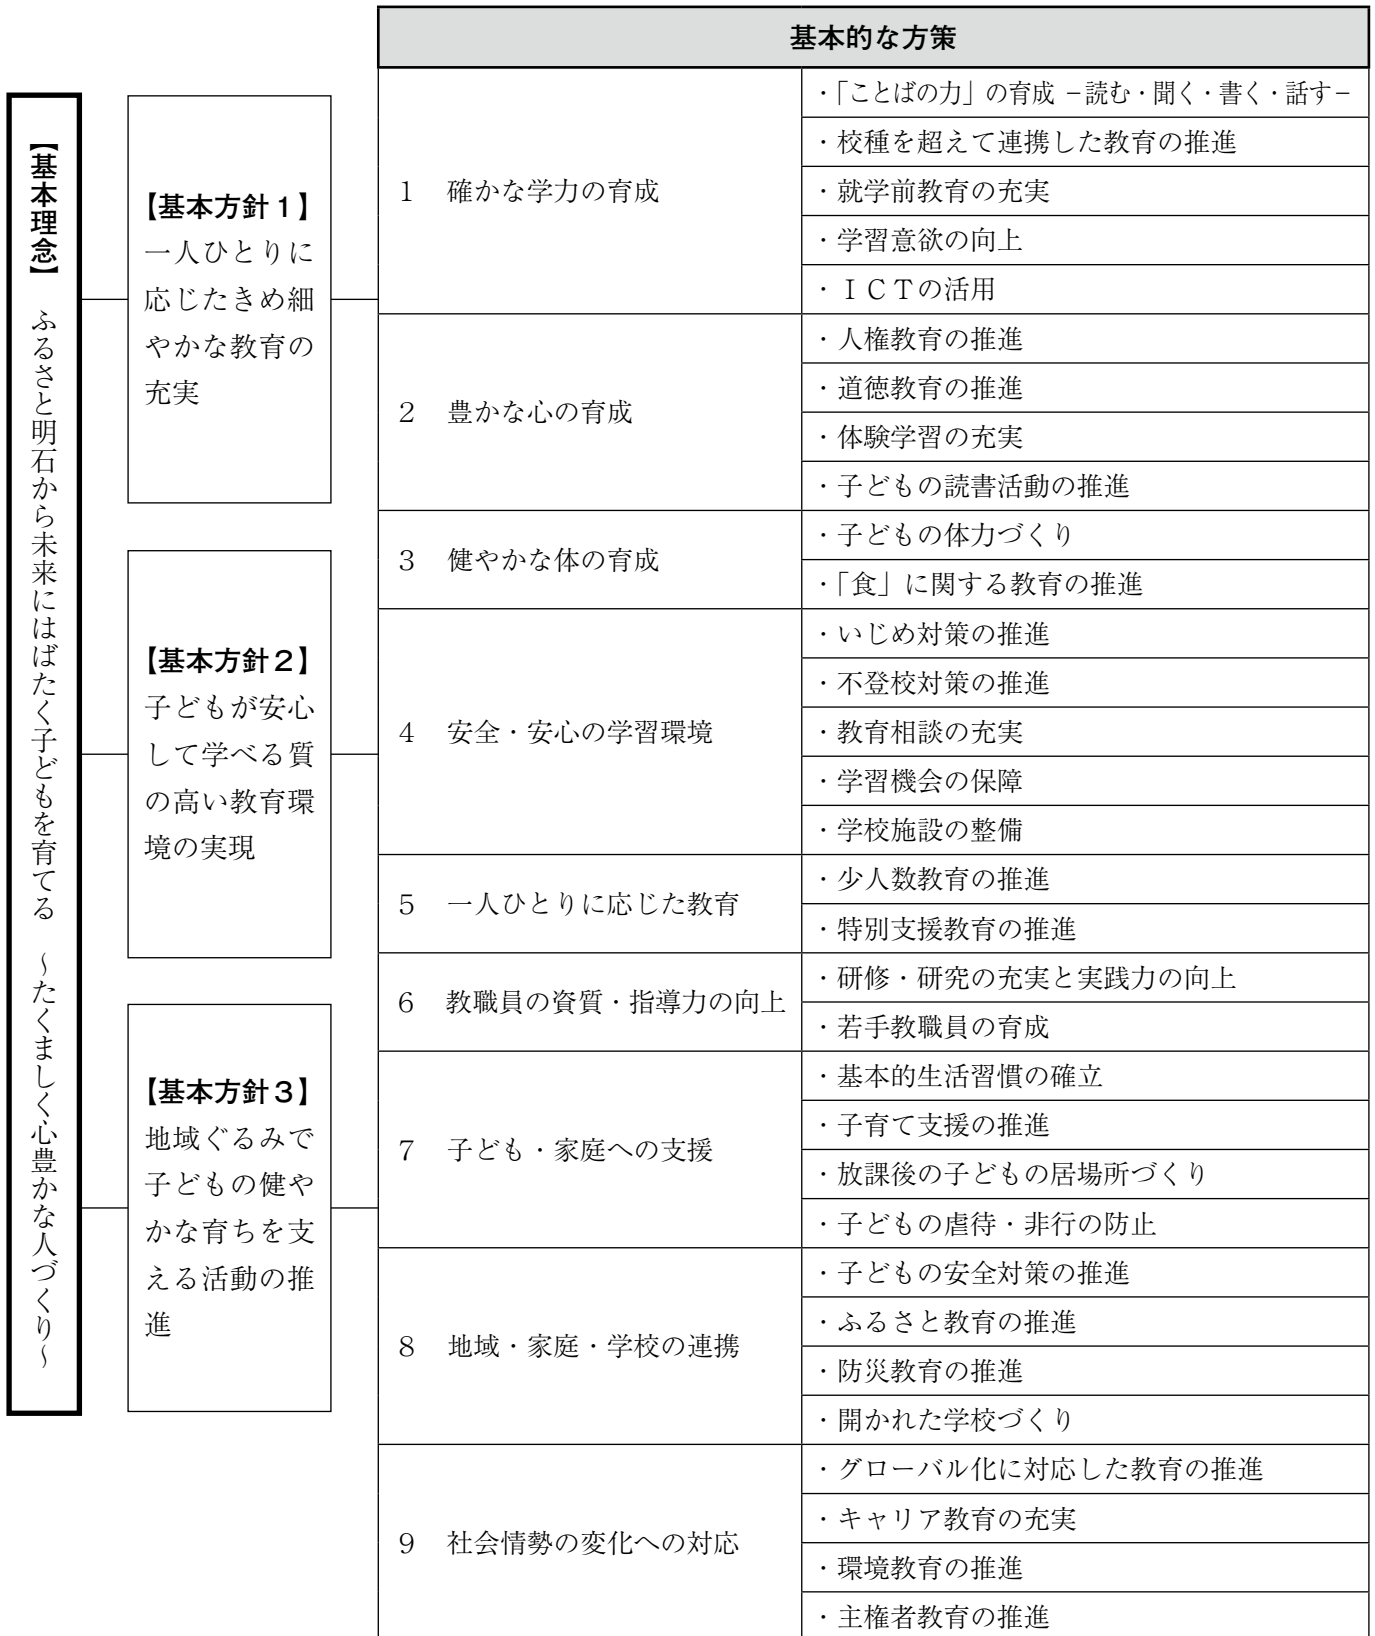 【基本理念】 ふるさと明石から未来にはばたく子どもを育てる ～たくましく心豊かな人づくり～
【基本方針1】
一人ひとりに
応じたきめ細
やかな教育の
充実
【基本方針2】
子どもが安心
して学べる質
の高い教育環
境の実現
【基本方針3】
地域ぐるみで
子どもの健や
かな育ちを支
える活動の推
進
基本的な方策
1 確かな学力の育成
・「ことばの力」の育成 −読む・聞く・書く・話す−
・校種を超えて連携した教育の推進
・就学前教育の充実
・学習意欲の向上
・ＩＣＴの活用
2 豊かな心の育成
・人権教育の推進
・道徳教育の推進
・体験学習の充実
・子どもの読書活動の推進
3 健やかな体の育成
・子どもの体力づくり
・「食」に関する教育の推進
4 安全・安心の学習環境
・いじめ対策の推進
・不登校対策の推進
・教育相談の充実
・学習機会の保障
・学校施設の整備
5 一人ひとりに応じた教育
・少人数教育の推進
・特別支援教育の推進
6 教職員の資質・指導力の向上
・研修・研究の充実と実践力の向上
・若手教職員の育成
7 子ども・家庭への支援
・基本的生活習慣の確立
・子育て支援の推進
・放課後の子どもの居場所づくり
・子どもの虐待・非行の防止
8 地域・家庭・学校の連携
・子どもの安全対策の推進
・ふるさと教育の推進
・防災教育の推進
・開かれた学校づくり
9 社会情勢の変化への対応
・グローバル化に対応した教育の推進
・キャリア教育の充実
・環境教育の推進
・主権者教育の推進